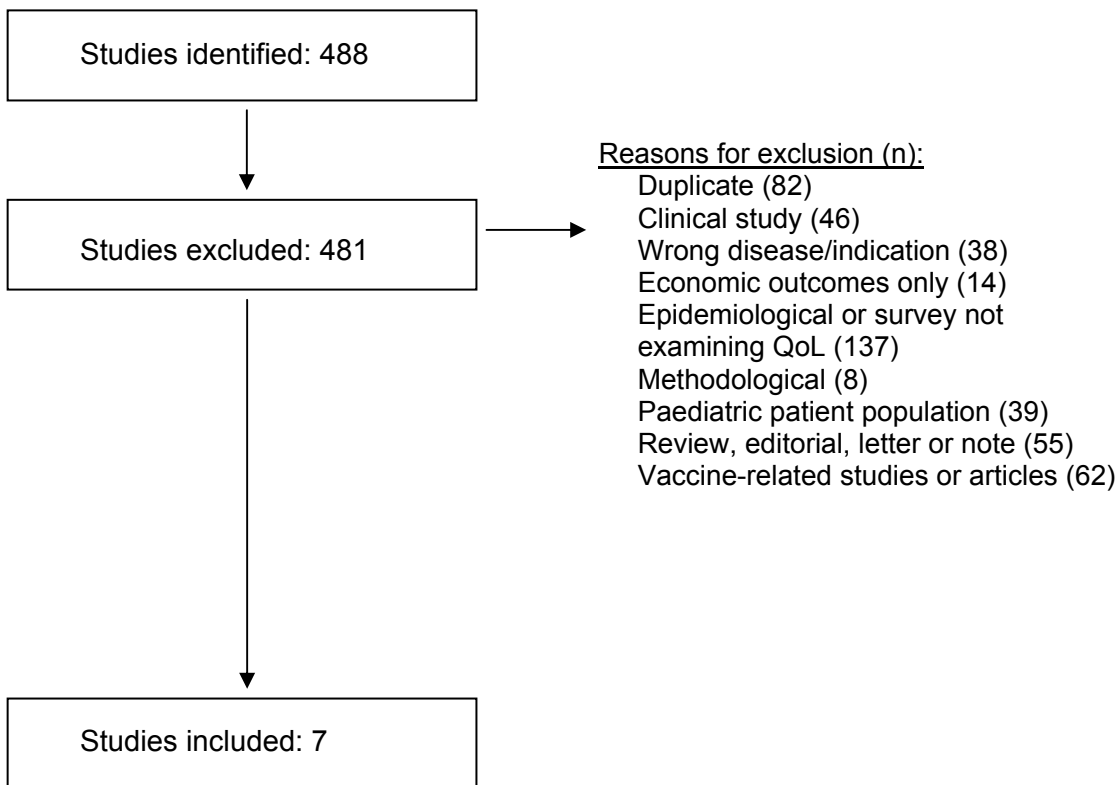 Studies identified: 488
Studies excluded: 481
Reasons for exclusion (n):
Duplicate (82)
Clinical study (46)
Wrong disease/indication (38)
Economic outcomes only (14)
Epidemiological or survey not
examining QoL (137)
Methodological (8)
Paediatric patient population (39)
Review, editorial, letter or note (55)
Vaccine-related studies or articles (62)
Studies included: 7